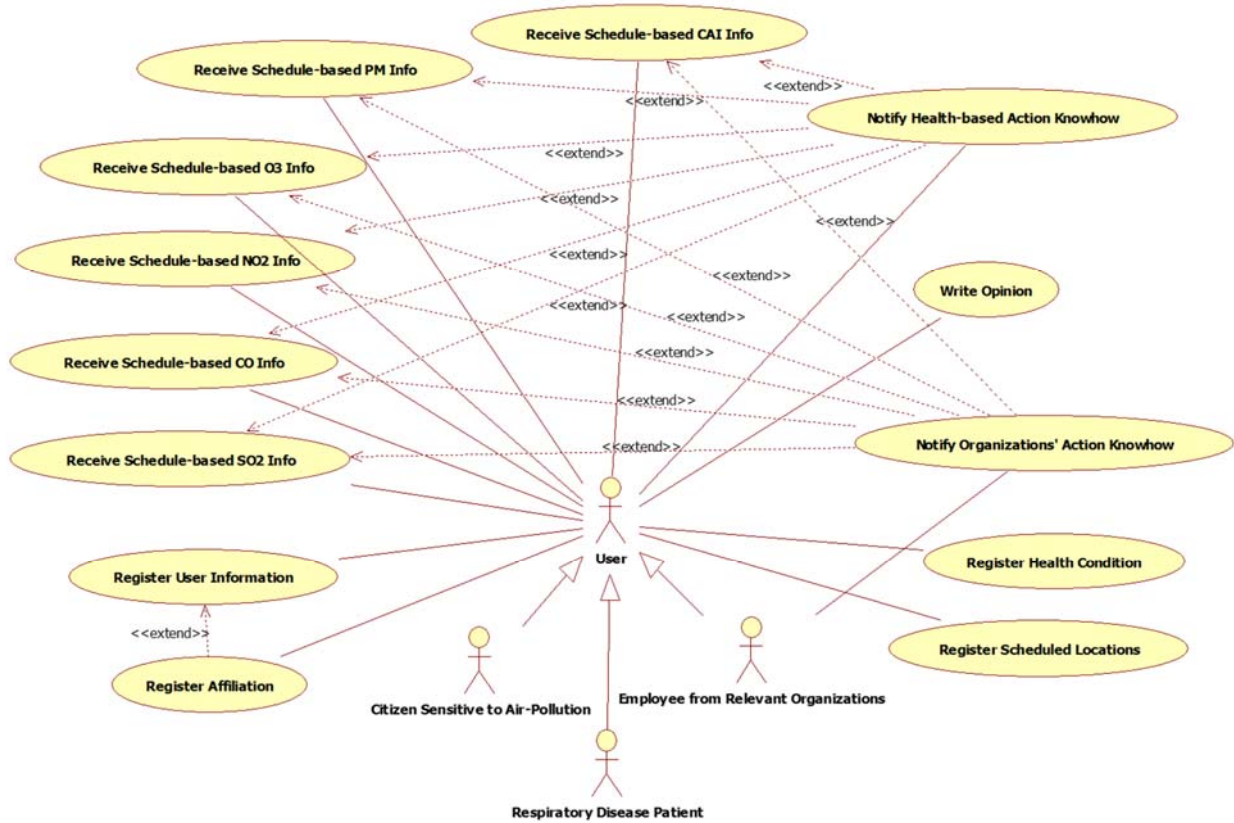 Receive Schedule-based CAI Info
Receive Schedule-based PM Info
<<extend>>
<<extend>>
Notify Health-based Action Knowhow
<<extend>>
Receive Schedule-based O3 Info
<<extend>>
<<extend>>
<<extend>>
Receive Schedule-based NO2 Info
<<extend>>
Write Opinion
<<extend>>
<<extend>>
Receive Schedule-based CO Info
<<extend>>
<<extend>>
Notify Organizations' Action Knowhow
Receive Schedule-based SO2 Info
User
Register Health Condition
Register User Information
<<extend>>
Register Scheduled Locations
Register Affiliation
Employee from Relevant Organizations
Citizen Sensitive to Air-Pollution
Respiratory Disease Patient